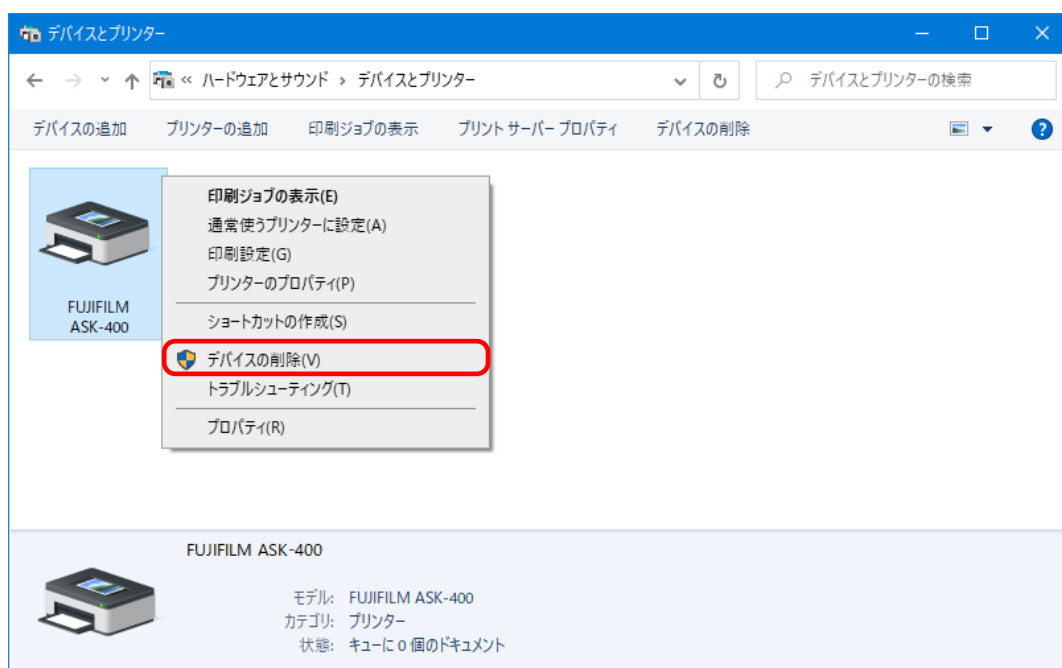 デバイスとプリンター
« ハードウェアとサウンド › デバイスとプリンター
デバイスとプリンターの検索
デバイスの追加 プリンターの追加 印刷ジョブの表示 プリント サーバー プロパティ デバイスの削除
FUJIFILM
ASK-400
印刷ジョブの表示(E)
通常使うプリンターに設定(A)
印刷設定(G)
プリンターのプロパティ(P)
ショートカットの作成(S)
デバイスの削除(V)
トラブルシューティング(T)
プロパティ(R)
FUJIFILM ASK-400
モデル: FUJIFILM ASK-400
カテゴリ: プリンター
状態: キューに 0 個のドキュメント